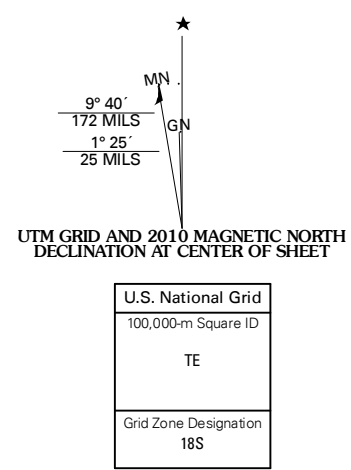 MN
GN
9° 40´
172 MILS
1° 25´
25 MILS
UTM GRID AND 2010 MAGNETIC NORTH
DECLINATION AT CENTER OF SHEET
U.S. National Grid
100,000-m Square ID
TE
Grid Zone Designation
18S